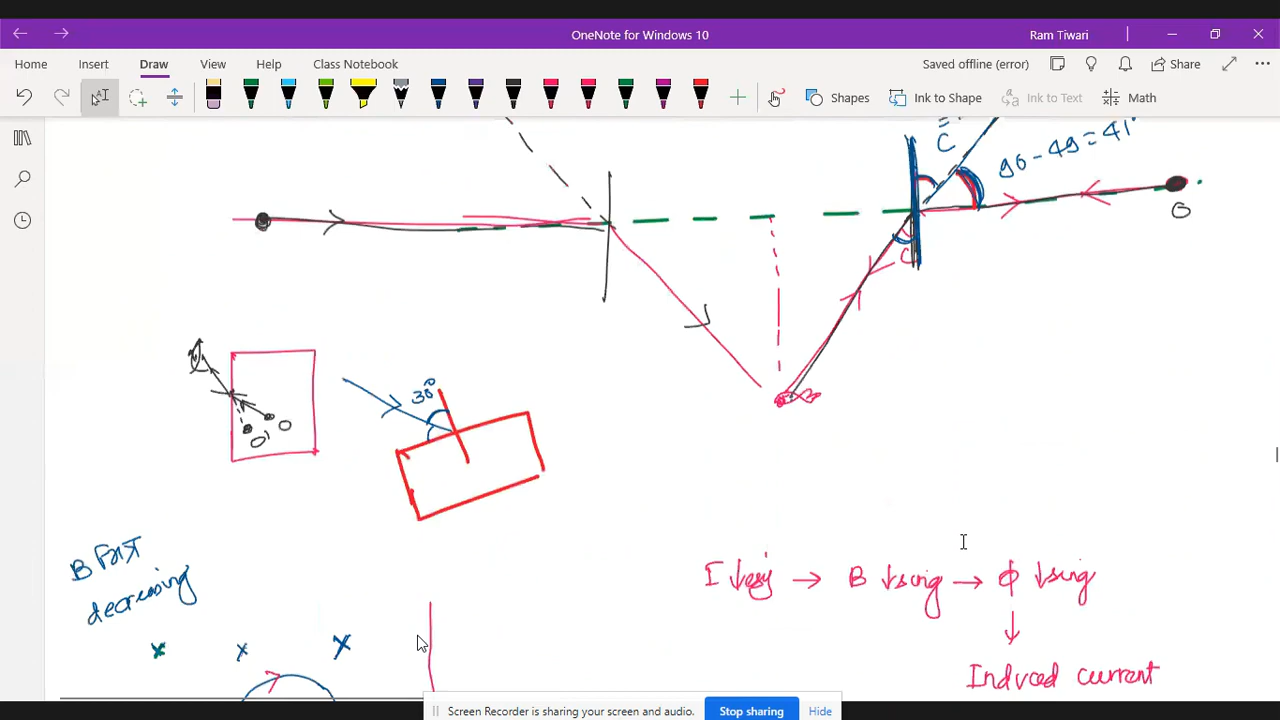 OneNote for Windows 10
Ram Tiwari
Home Insert Draw View Help Class Notebook
Saved offline (error)
Share
Shapes
Ink to Shape
Ink to Text
Math
C
90 - 49 = 41°
O
C
30°
O
O'
B Fast
decreasing
x x x
I ↓ → B ↓sing → φ ↓sing
↓
Induced current
Screen Recorder is sharing your screen and audio.
Stop sharing
Hide